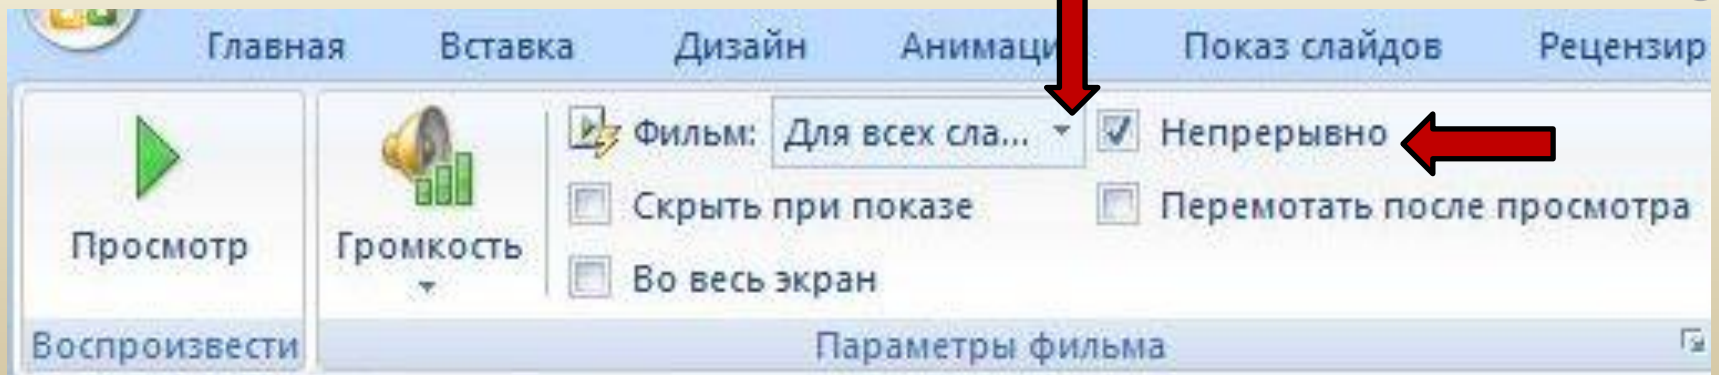 Главная Вставка Дизайн Анимаци Показ слайдов Рецензир
Фильм: Для всех сла... Непрерывно
Скрыть при показе Перемотать после просмотра
Просмотр Громкость
Во весь экран
Воспроизвести Параметры фильма